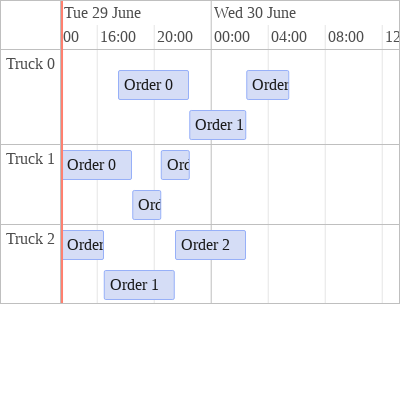 Tue 29 June Wed 30 June
00 16:00 20:00 00:00 04:00 08:00 12
Truck 0
Order 0 Order
Order 1
Truck 1
Order 0 Ord
Ord
Truck 2
Order Order 2
Order 1